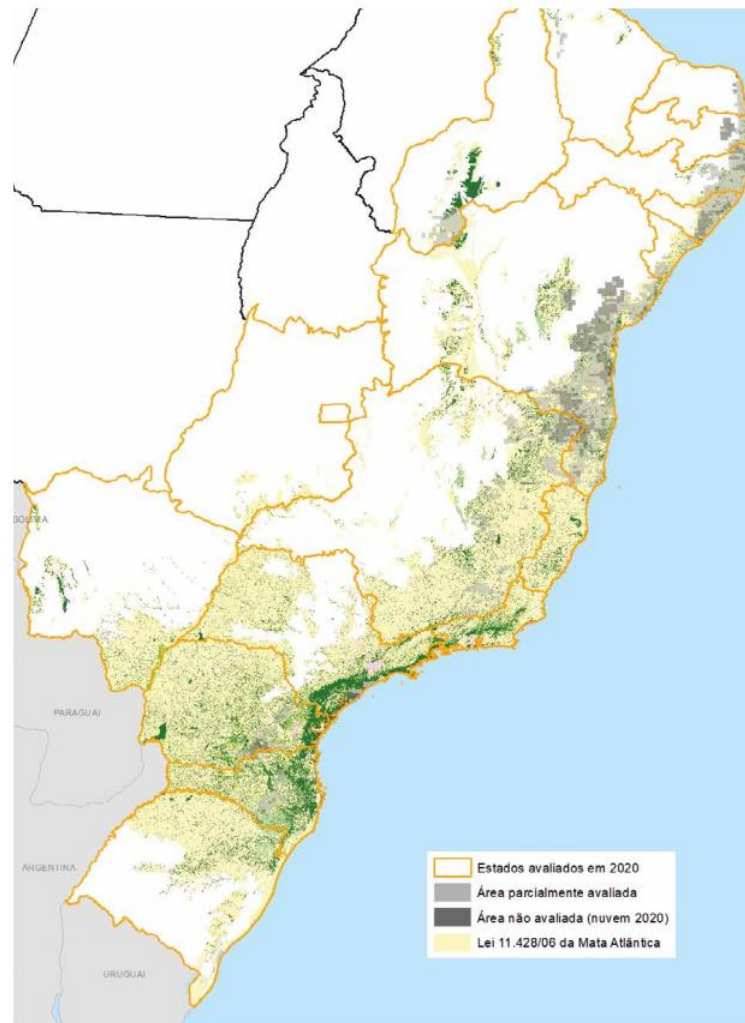 PARAGUAI
ARGENTINA
URUGUAI
Estados avaliados em 2020
Área parcialmente avaliada
Área não avaliada (nuvem 2020)
Lei 11.428/06 da Mata Atlântica